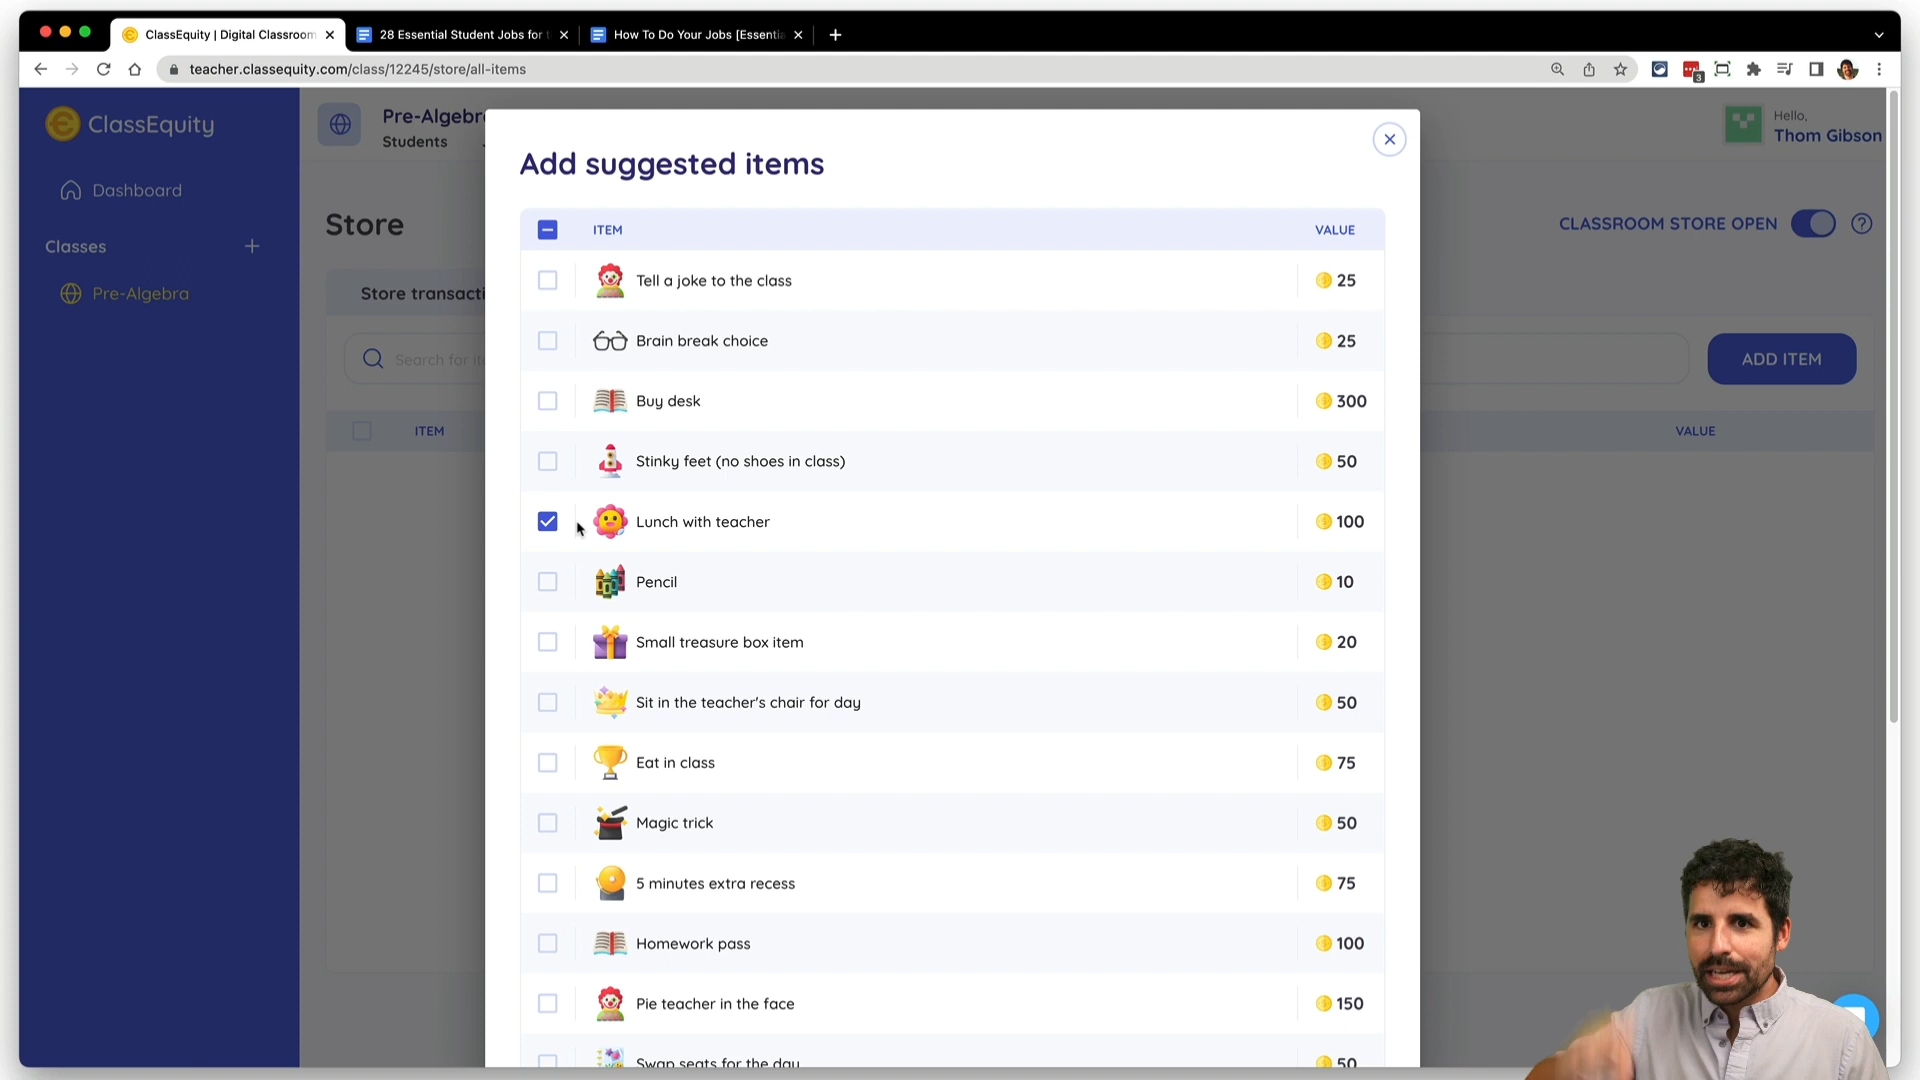 ClassEquity | Digital Classroom
28 Essential Student Jobs for t
How To Do Your Jobs [Essentia
teacher.classequity.com/class/12245/store/all-items
3
ClassEquity
Dashboard
Classes
Pre-Algebra
Pre-Algebra
Students
Hello,
Thom Gibson
Store
CLASSROOM STORE OPEN
Store transacti
Search for it
ADD ITEM
ITEM
VALUE
Add suggested items
ITEM VALUE
Tell a joke to the class 25
Brain break choice 25
Buy desk 300
Stinky feet (no shoes in class) 50
Lunch with teacher 100
Pencil 10
Small treasure box item 20
Sit in the teacher's chair for day 50
Eat in class 75
Magic trick 50
5 minutes extra recess 75
Homework pass 100
Pie teacher in the face 150
Swap seats for the day 50